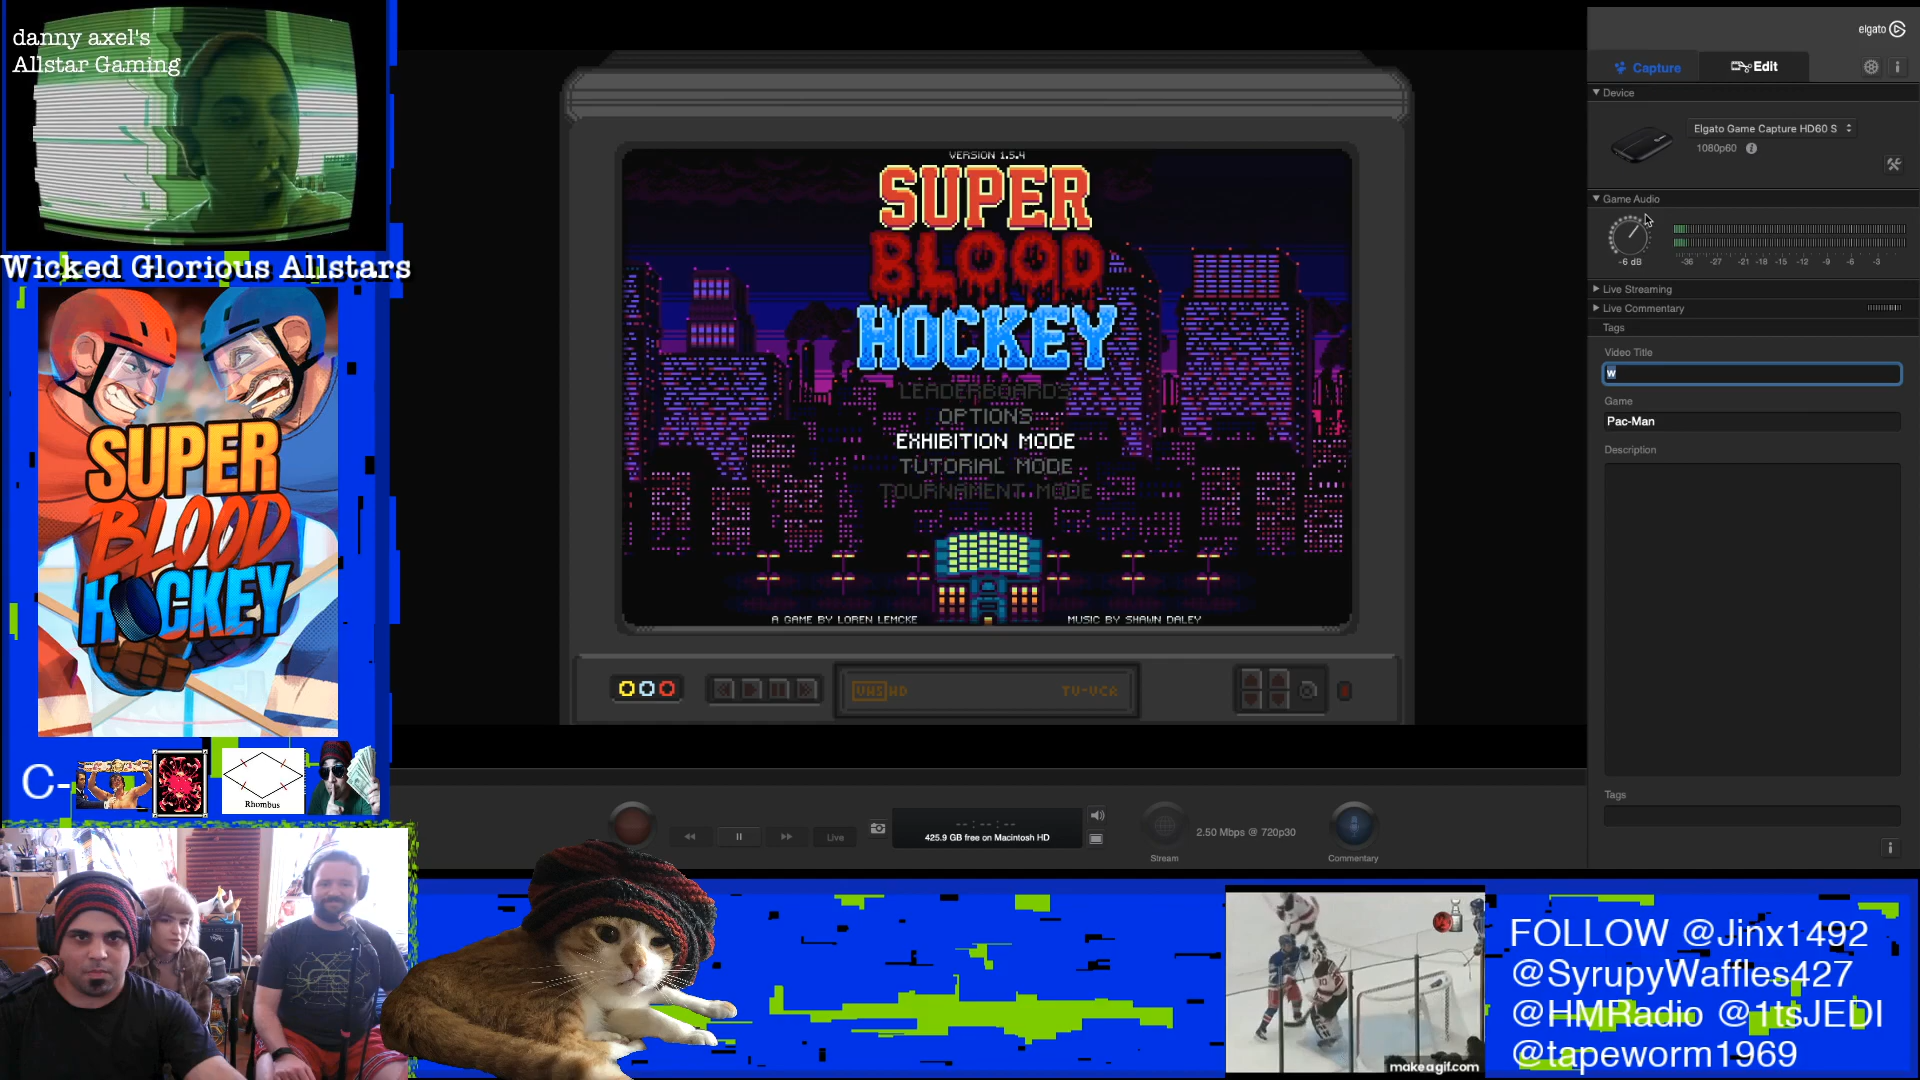 danny axel's
Allstar Gaming
Wicked Glorious Allstars
SUPER
BLOOD
HOCKEY
C-
Rhombus
VERSION 1.5.4
SUPER
BLOOD
HOCKEY
LEADERBOARDS
OPTIONS
EXHIBITION MODE
TUTORIAL MODE
TOURNAMENT MODE
A GAME BY LOREN LEMCKE
MUSIC BY SHAWN DALEY
VHS HD
TV-VCR
Live
--:--:--
425.9 GB free on Macintosh HD
Stream
2.50 Mbps @ 720p30
Commentary
elgato
Capture
Edit
Device
Elgato Game Capture HD60 S
1080p60
Game Audio
-6 dB
-36 -27 -21 -18 -15 -12 -9 -6 -3
Live Streaming
Live Commentary
Tags
Video Title
w
Game
Pac-Man
Description
Tags
makeagif.com
FOLLOW @Jinx1492
@SyrupyWaffles427
@HMRadio @1tsJEDI
@tapeworm1969